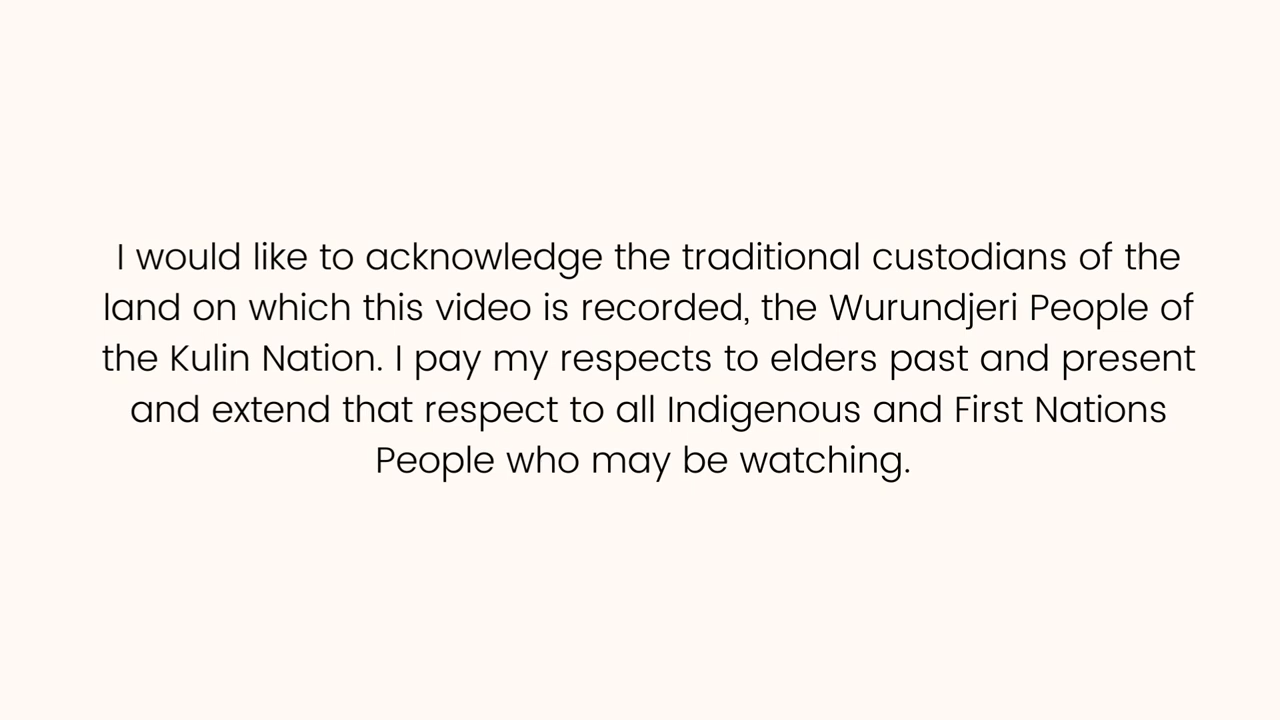 I would like to acknowledge the traditional custodians of the
land on which this video is recorded, the Wurundjeri People of
the Kulin Nation. I pay my respects to elders past and present
and extend that respect to all Indigenous and First Nations
People who may be watching.